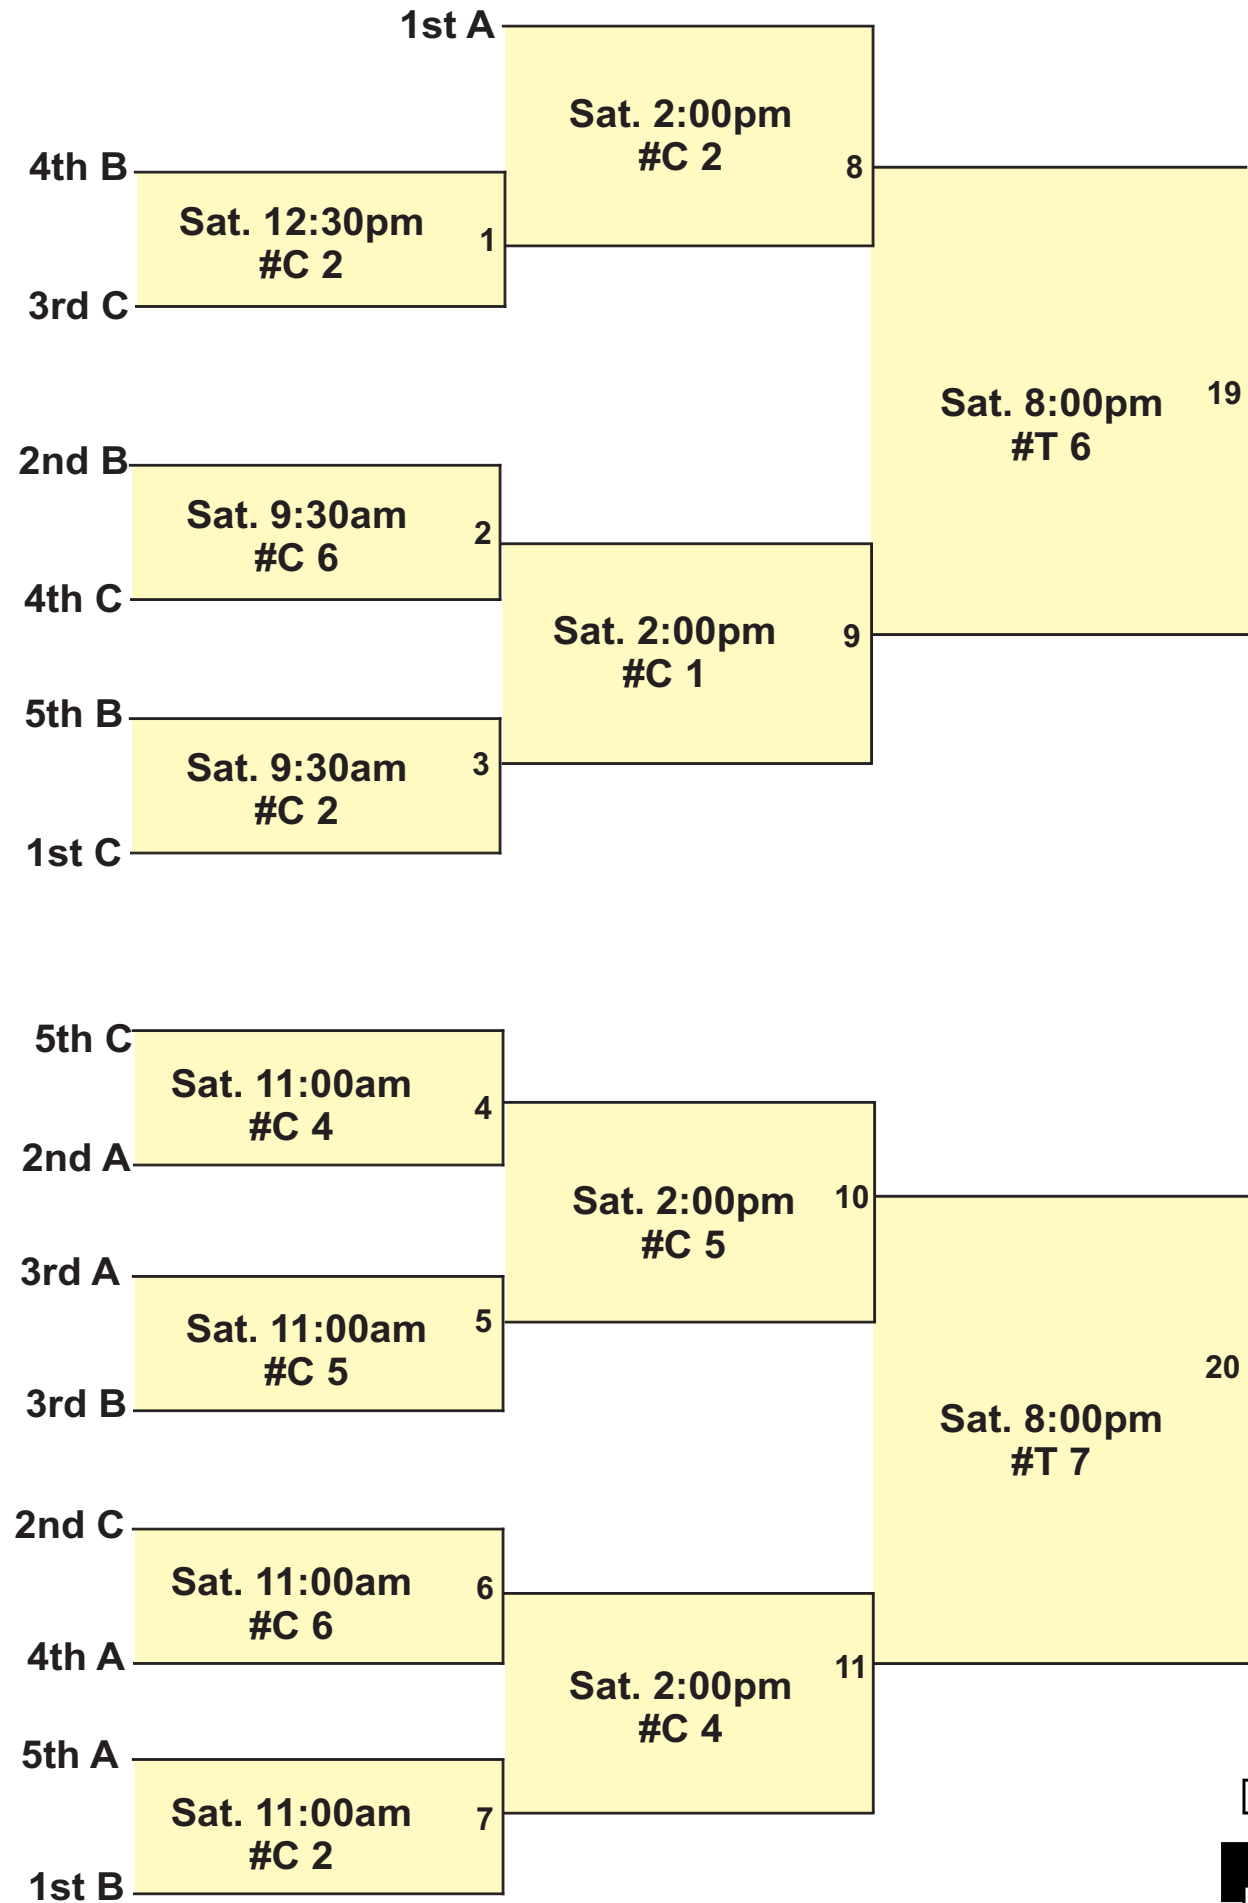 1st A
Sat. 2:00pm
#C 2
8
4th B
Sat. 12:30pm
#C 2
1
3rd C
Sat. 8:00pm
#T 6
19
2nd B
Sat. 9:30am
#C 6
2
4th C
Sat. 2:00pm
#C 1
9
5th B
Sat. 9:30am
#C 2
3
1st C
5th C
Sat. 11:00am
#C 4
4
2nd A
Sat. 2:00pm
#C 5
10
3rd A
Sat. 11:00am
#C 5
5
3rd B
Sat. 8:00pm
#T 7
20
2nd C
Sat. 11:00am
#C 6
6
4th A
Sat. 2:00pm
#C 4
11
5th A
Sat. 11:00am
#C 2
7
1st B